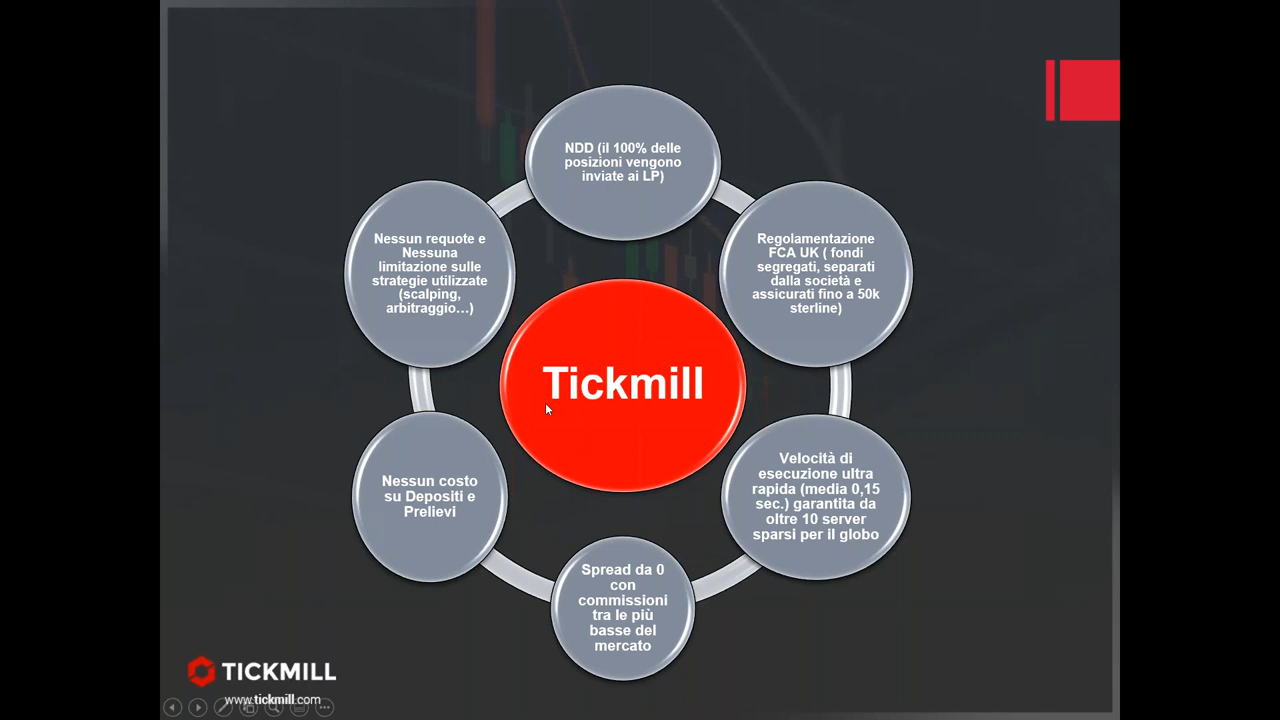 NDD (il 100% delle
posizioni vengono
inviate ai LP)
Regolamentazione
FCA UK ( fondi
segregati, separati
dalla società e
assicurati fino a 50k
sterline)
Velocità di
esecuzione ultra
rapida (media 0,15
sec.) garantita da
oltre 10 server
sparsi per il globo
Spread da 0
con
commissioni
tra le più
basse del
mercato
Nessun costo
su Depositi e
Prelievi
Nessun requote e
Nessuna
limitazione sulle
strategie utilizzate
(scalping,
arbitraggio...)
Tickmill
TICKMILL
www.tickmill.com